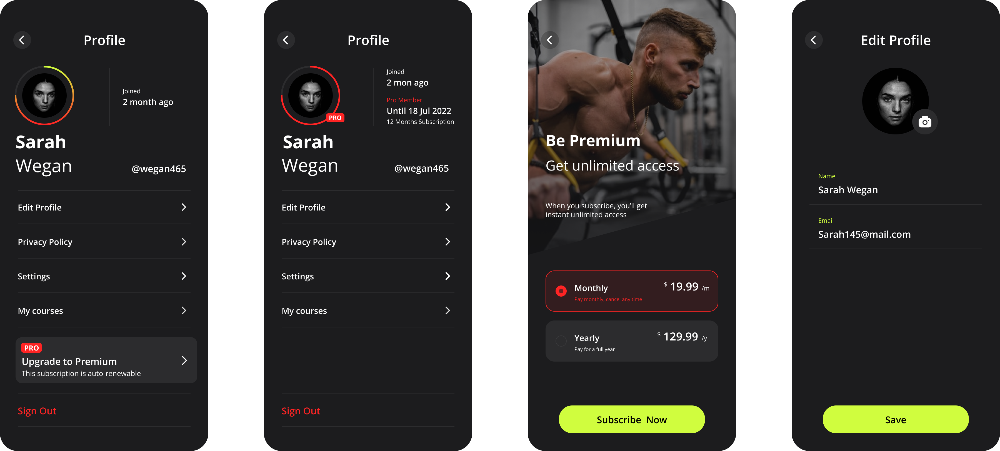 Profile
Joined
2 month ago
Sarah
Wegan
@wegan465
Edit Profile
Privacy Policy
Settings
My courses
PRO
Upgrade to Premium
This subscription is auto-renewable
Sign Out
Profile
Joined
2 mon ago
Pro Member
Until 18 Jul 2022
12 Months Subscription
PRO
Sarah
Wegan
@wegan465
Edit Profile
Privacy Policy
Settings
My courses
Sign Out
Be Premium
Get unlimited access
When you subscribe, you’ll get
instant unlimited access
Monthly
$ 19.99 /m
Pay monthly, cancel any time
Yearly
$ 129.99 /y
Pay for a full year
Subscribe Now
Edit Profile
Name
Sarah Wegan
Email
Sarah145@mail.com
Save